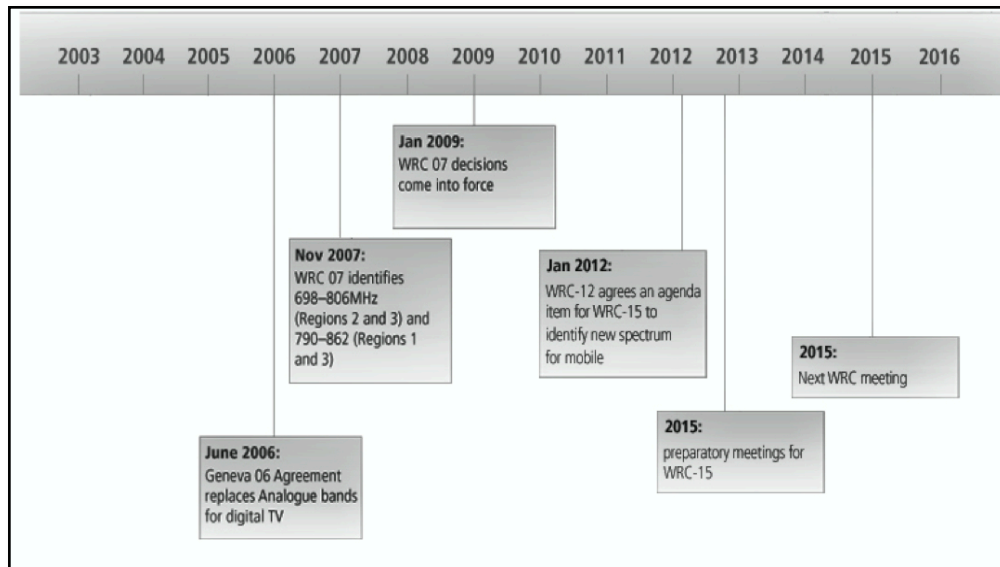 2003 2004 2005 2006 2007 2008 2009 2010 2011 2012 2013 2014 2015 2016
Jan 2009:
WRC 07 decisions
come into force
Nov 2007:
WRC 07 identifies
698–806MHz
(Regions 2 and 3) and
790–862 (Regions 1
and 3)
Jan 2012:
WRC-12 agrees an agenda
item for WRC-15 to
identify new spectrum
for mobile
2015:
Next WRC meeting
2015:
preparatory meetings for
WRC-15
June 2006:
Geneva 06 Agreement
replaces Analogue bands
for digital TV